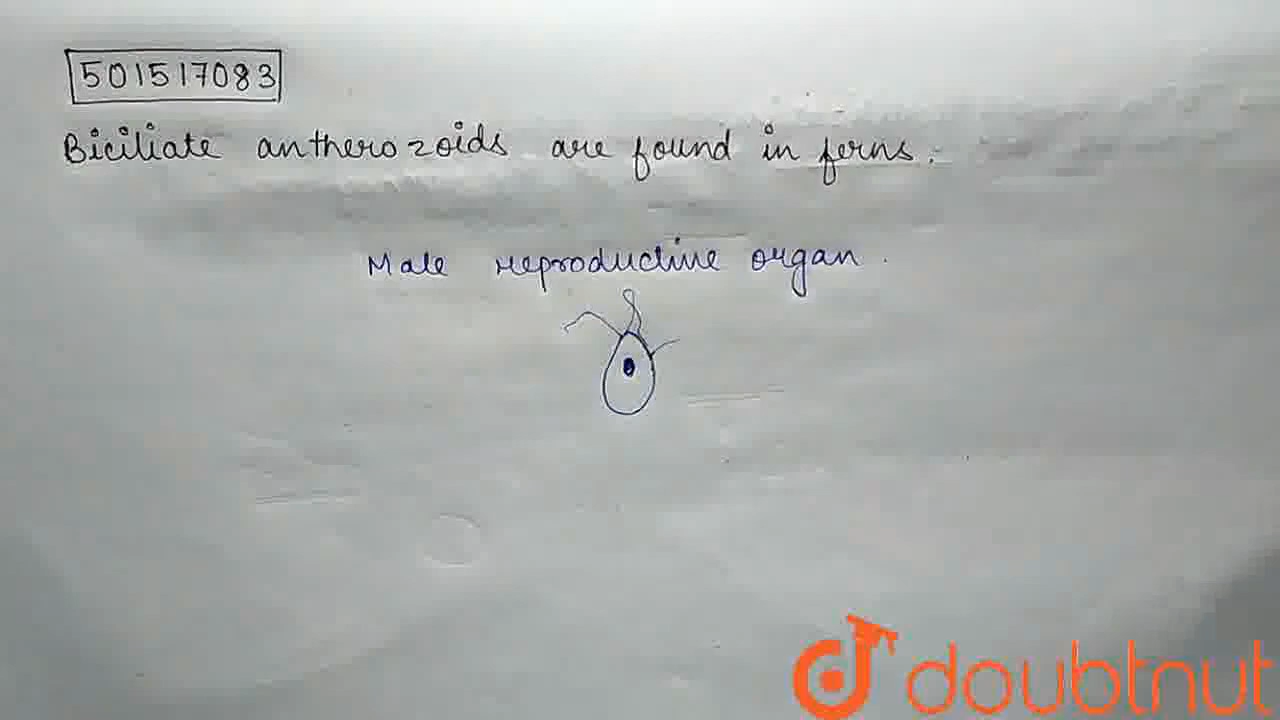 501517083
Biciliate antherozoids are found in ferns.
Male reproductive organ.
doubtnut